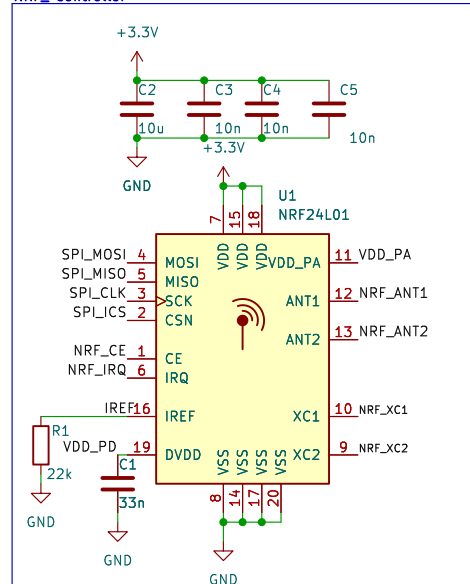 +3.3V
C2 C3 C4 C5
10u 10n 10n 10n
+3.3V
GND
U1
NRF24L01
7 15 18
VDD VDD VDD
SPI_MOSI 4 MOSI VDD_PA 11 VDD_PA
SPI_MISO 5 MISO
SPI_CLK 3 SCK ANT1 12 NRF_ANT1
SPI_ICS 2 CSN
ANT2 13 NRF_ANT2
NRF_CE 1 CE
NRF_IRQ 6 IRQ
IREF 16 IREF XC1 10 NRF_XC1
R1
VDD_PD 19 DVDD XC2 9 NRF_XC2
C1
22k
VSS VSS VSS VSS
33n
8 14 17 20
GND
GND
GND